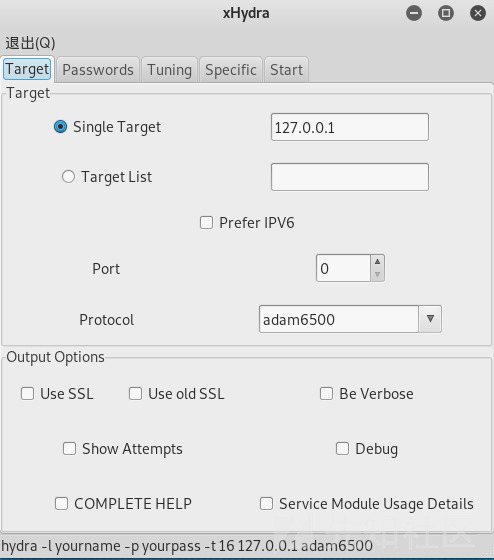 xHydra
退出(Q)
Target Passwords Tuning Specific Start
Target
Single Target 127.0.0.1
Target List
Prefer IPV6
Port 0
Protocol adam6500
Output Options
Use SSL Use old SSL Be Verbose
Show Attempts Debug
COMPLETE HELP Service Module Usage Details
hydra -l yourname -p yourpass -t 16 127.0.0.1 adam6500